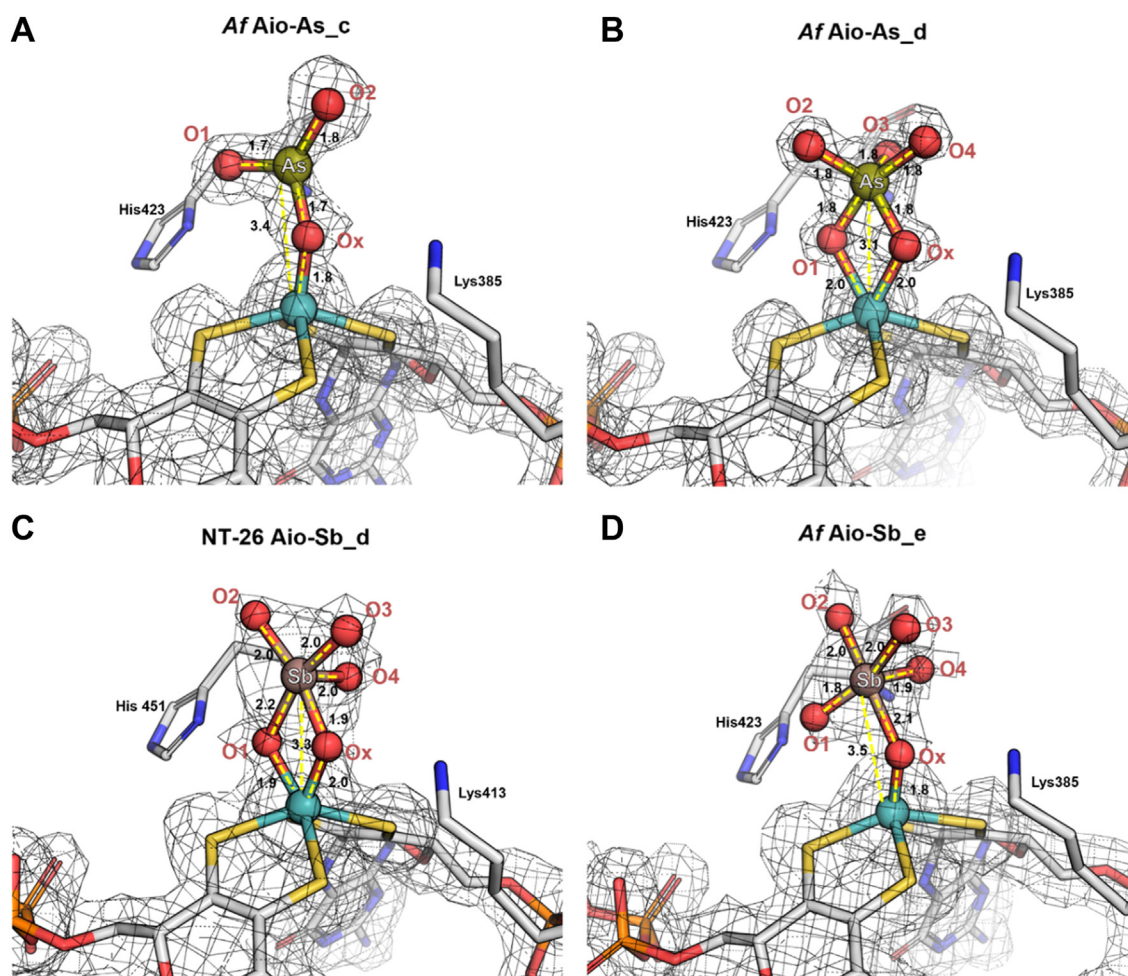 A
Af Aio-As_c
O2
O1
1.7
1.8
As
1.7
His423
3.4
Ox
1.8
Lys385
B
Af Aio-As_d
O2
O3
O4
1.8
1.8
1.8
As
His423
1.8
1.8
O1
3.1
Ox
2.0
2.0
Lys385
C
NT-26 Aio-Sb_d
O2
O3
2.0
2.0
Sb
O4
2.0
His 451
2.2
1.9
O1
3.3
Ox
1.9
2.0
Lys413
D
Af Aio-Sb_e
O2
O3
2.0
2.0
O4
Sb
1.8
1.9
His423
O1
2.1
3.5
Ox
1.8
Lys385